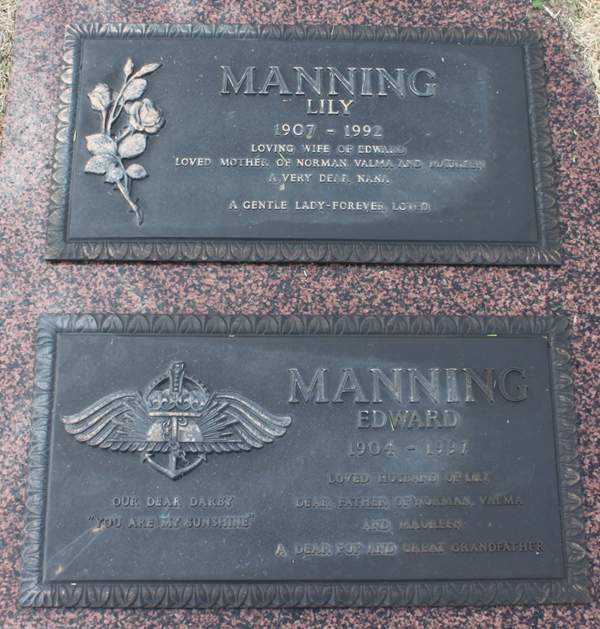 MANNING
LILY
1907 - 1992
LOVING WIFE OF EDWARD
LOVED MOTHER OF NORMAN VALMA AND MAUREEN
A VERY DEAR NANA
A GENTLE LADY-FOREVER LOVED
MANNING
EDWARD
1904 - 1997
LOVED HUSBAND OF LILY
DEAR FATHER OF NORMAN, VALMA
AND MAUREEN
A DEAR POP AND GREAT GRANDFATHER
OUR DEAR DARBY
"YOU ARE MY SUNSHINE"